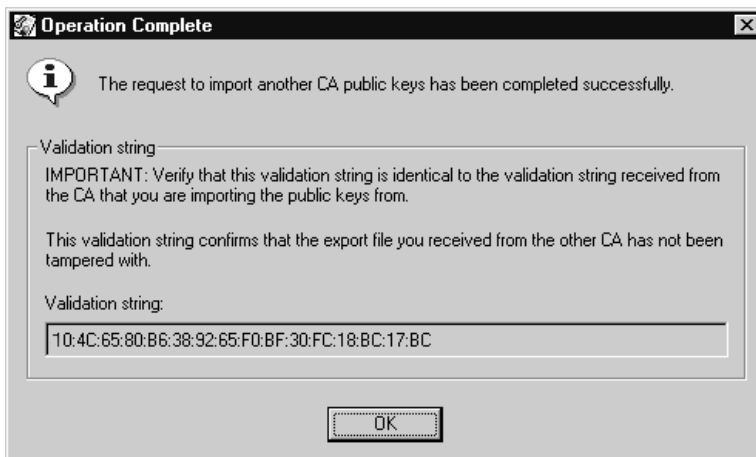 Operation Complete
The request to import another CA public keys has been completed successfully.
Validation string
IMPORTANT: Verify that this validation string is identical to the validation string received from
the CA that you are importing the public keys from.
This validation string confirms that the export file you received from the other CA has not been
tampered with.
Validation string:
10:4C:65:80:B6:38:92:65:F0:BF:30:FC:18:BC:17:BC
OK